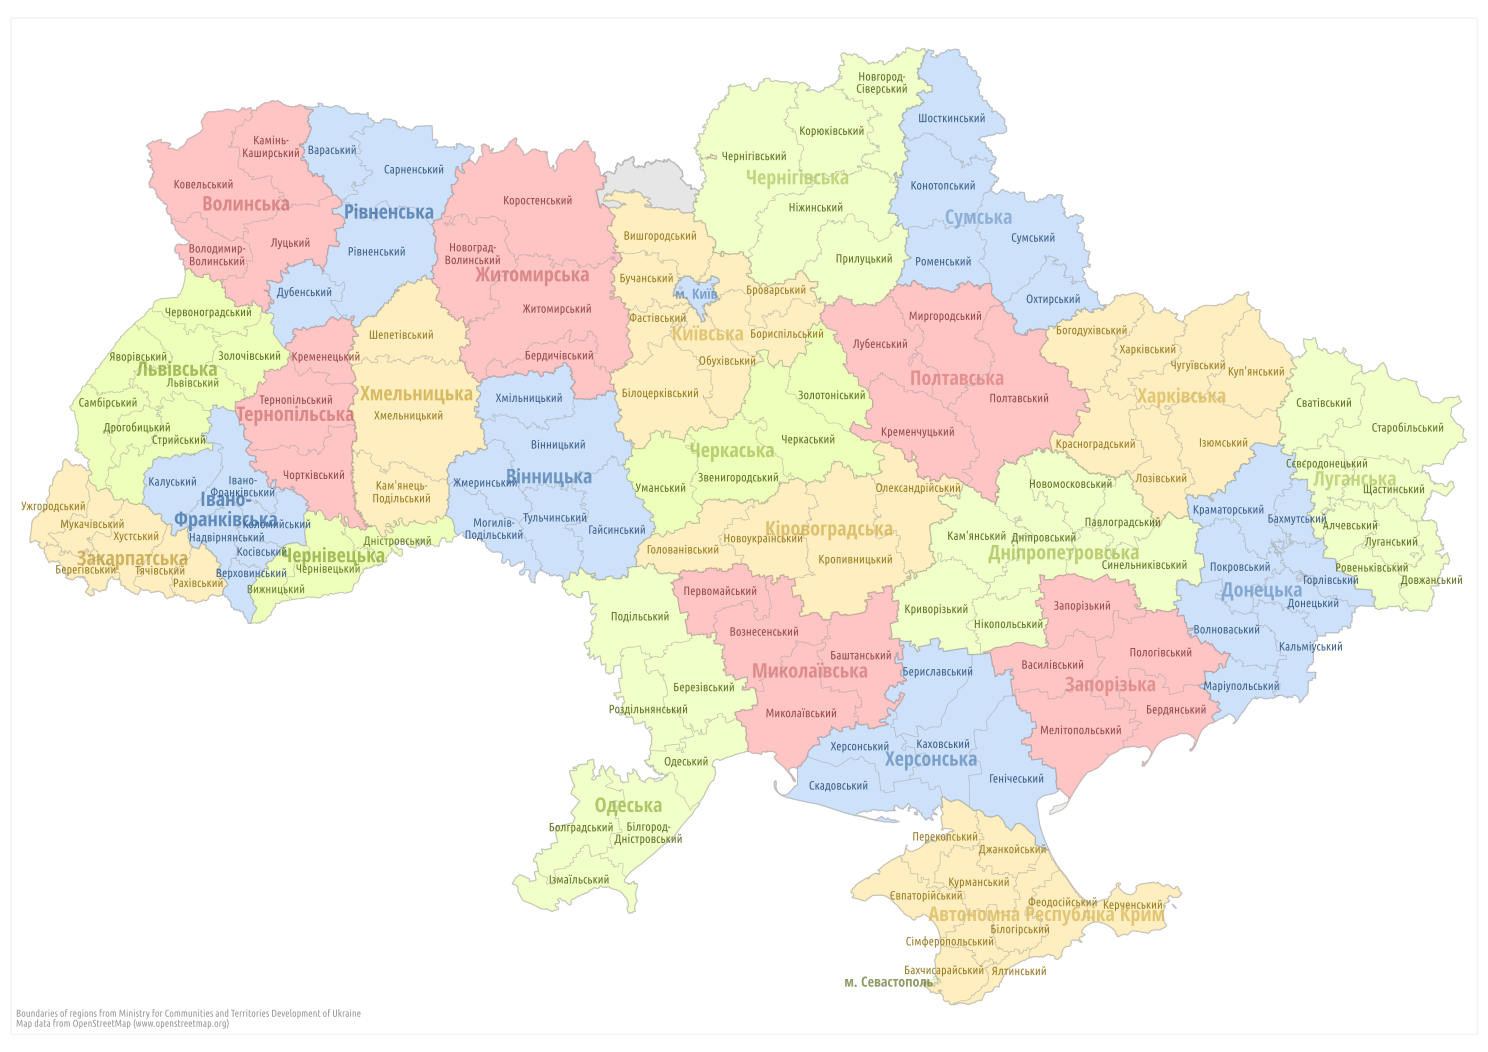 Новгород-
Сіверський
Шосткинський
Корюківський
Чернігівський
Чернігівська
Ніжинський
Прилуцький
Конотопський
Сумська
Сумський
Роменський
Охтирський
Камінь-
Каширський
Ковельський
Волинська
Володимир-
Волинський
Луцький
Вараський
Сарненський
Рівненська
Рівненський
Дубенський
Коростенський
Новоград-
Волинський
Житомирська
Житомирський
Бердичівський
Вишгородський
Бучанський
м. Київ
Броварський
Фастівський
Київська
Бориспільський
Обухівський
Білоцерківський
Червоноградський
Яворівський
Золочівський
Львівська
Львівський
Самбірський
Дрогобицький
Стрийський
Кременецький
Тернопільський
Тернопільська
Чортківський
Шепетівський
Хмельницька
Хмельницький
Кам'янець-
Подільський
Хмільницький
Вінницький
Вінницька
Жмеринський
Могилів-
Подільський
Тульчинський
Гайсинський
Калуський
Івано-
Франківський
Івано-
Франківська
Коломийський
Надвірнянський
Косівський
Верховинський
Ужгородський
Мукачівський
Хустський
Закарпатська
Берегівський
Тячівський
Рахівський
Дністровський
Чернівецька
Чернівецький
Вижницький
Золотоніський
Черкаський
Черкаська
Звенигородський
Уманський
Миргородський
Лубенський
Полтавська
Полтавський
Кременчуцький
Богодухівський
Харківський
Чугуївський
Куп'янський
Харківська
Красноградський
Ізюмський
Лозівський
Сватівський
Старобільський
Сєвєродонецький
Луганська
Щастинський
Алчевський
Луганський
Ровеньківський
Довжанський
Олександрійський
Кіровоградська
Новоукраїнський
Голованівський
Кропивницький
Новомосковський
Павлоградський
Кам'янський
Дніпровський
Дніпропетровська
Синельниківський
Криворізький
Нікопольський
Краматорський
Бахмутський
Покровський
Горлівський
Донецька
Донецький
Волноваський
Кальміуський
Маріупольський
Запорізький
Пологівський
Василівський
Запорізька
Бердянський
Мелітопольський
Первомайський
Вознесенський
Баштанський
Миколаївська
Миколаївський
Подільський
Березівський
Роздільнянський
Одеський
Одеська
Болградський
Білгород-
Дністровський
Ізмаїльський
Бериславський
Херсонський
Каховський
Херсонська
Скадовський
Генічеський
Перекопський
Джанкойський
Курманський
Євпаторійський
Феодосійський
Керченський
Автономна Республіка Крим
Білогірський
Сімферопольський
Бахчисарайський
Ялтинський
м. Севастополь
Boundaries of regions from Ministry for Communities and Territories Development of Ukraine
Map data from OpenStreetMap (www.openstreetmap.org)